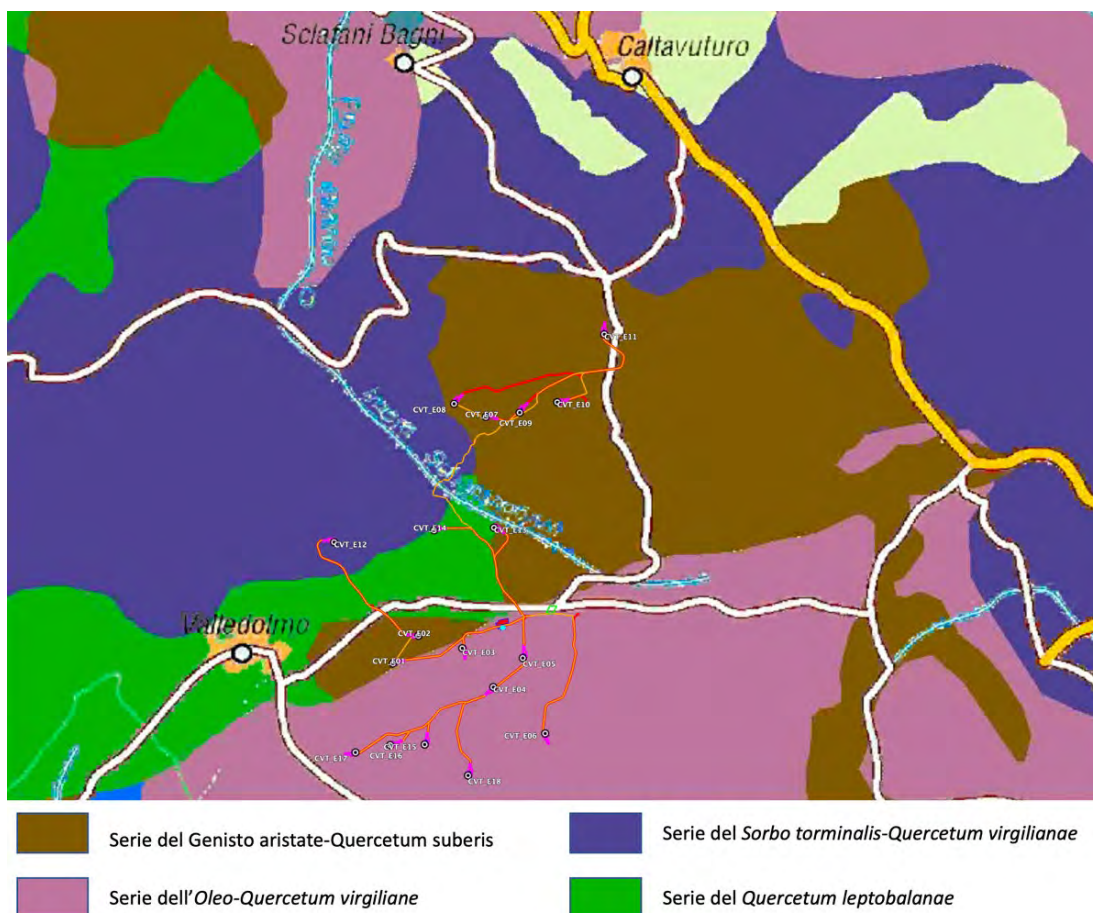 Sclafani Bagni
Caltavuturo
CVT_E11
CVT_E08
CVT_E07
CVT_E10
CVT_E09
CVT_E14
CVT_E12
Valledolmo
CVT_E02
CVT_E01
CVT_E03
CVT_E05
CVT_E04
CVT_E06
CVT_E15
CVT_E17
CVT_E16
CVT_E18
Serie del Genisto aristate-Quercetum suberis
Serie del Sorbo torminalis-Quercetum virgilianae
Serie dell'Oleo-Quercetum virgiliane
Serie del Quercetum leptobalanae